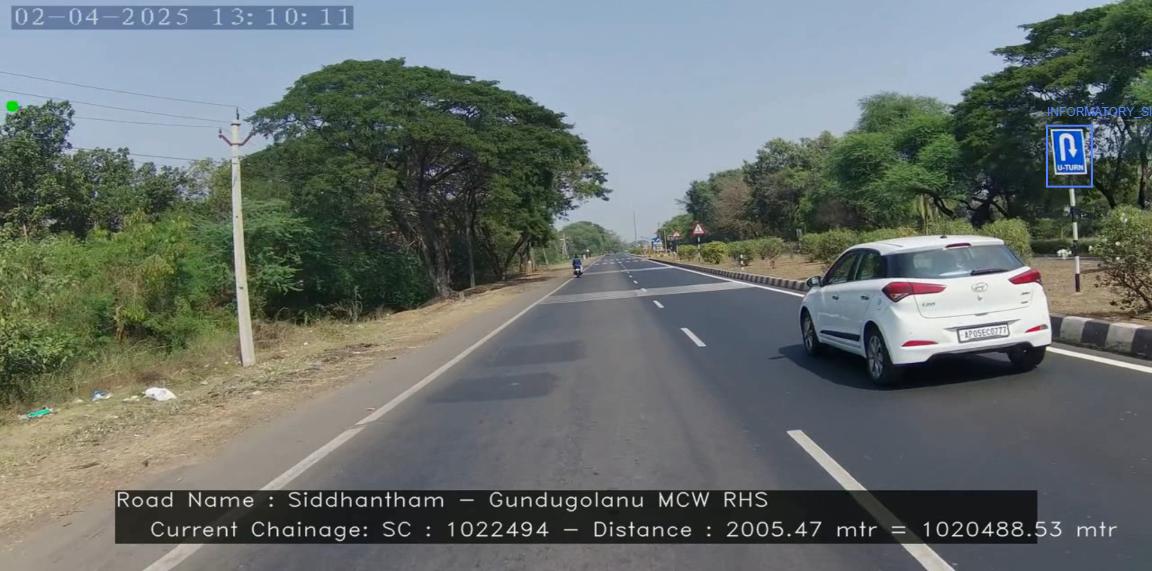 02-04-2025 13:10:11
INFORMATORY_SI
U-TURN
AP05EC0777
Road Name : Siddhantham - Gundugolanu MCW RHS
Current Chainage: SC : 1022494 - Distance : 2005.47 mtr = 1020488.53 mtr